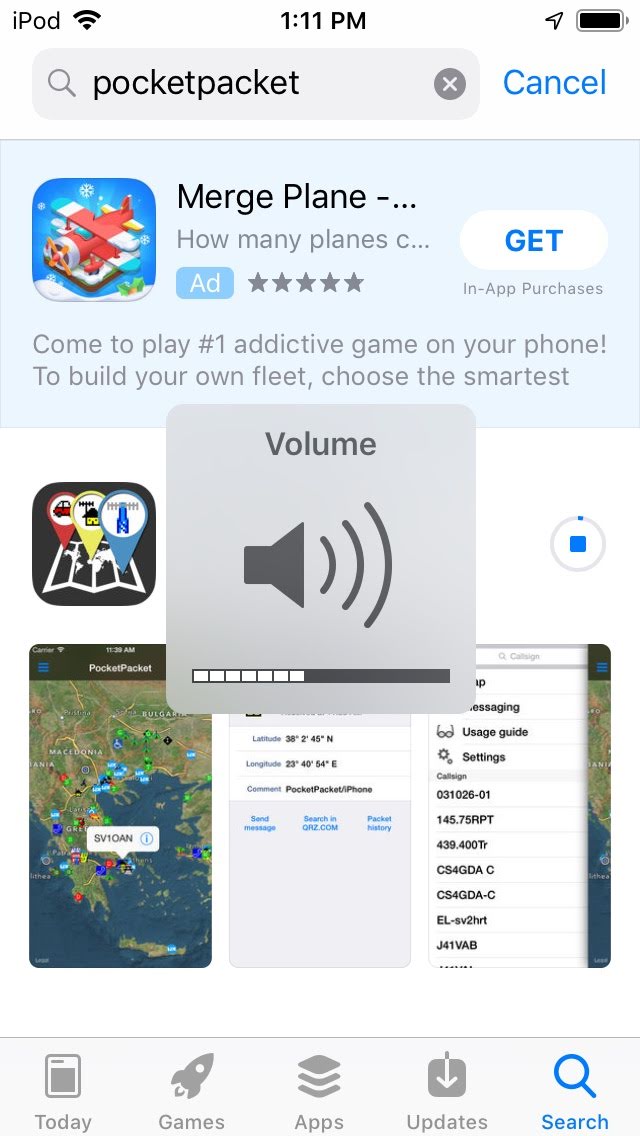 iPod 1:11 PM
pocketpacket
Cancel
Merge Plane -...
How many planes c...
Ad
GET
In-App Purchases
Come to play #1 addictive game on your phone!
To build your own fleet, choose the smartest
Volume
Carrier 11:39 AM
PocketPacket
BULGARIA
MACEDONIA
SV1OAN
Latitude 38° 2' 45" N
Longitude 23° 40' 54" E
Comment PocketPacket/iPhone
Send message
Search in QRZ.COM
Packet history
Callsign
Usage guide
Settings
Callsign
031026-01
145.75RPT
439.400Tr
CS4GDA C
CS4GDA-C
EL-sv2hrt
J41VAB
Today Games Apps Updates Search